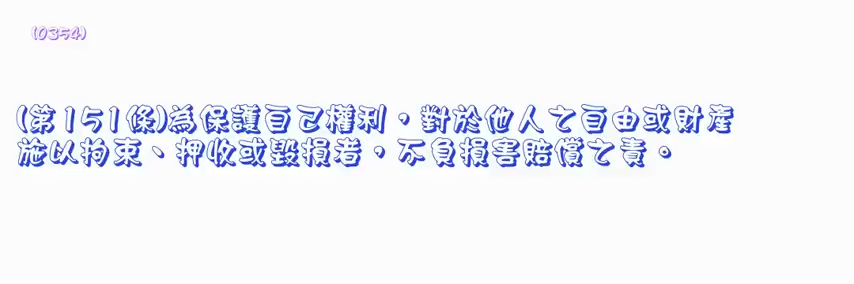 (0354)
(第151條)為保護自己權利，對於他人之自由或財產
施以拘束、押收或毀損者，不負損害賠償之責。